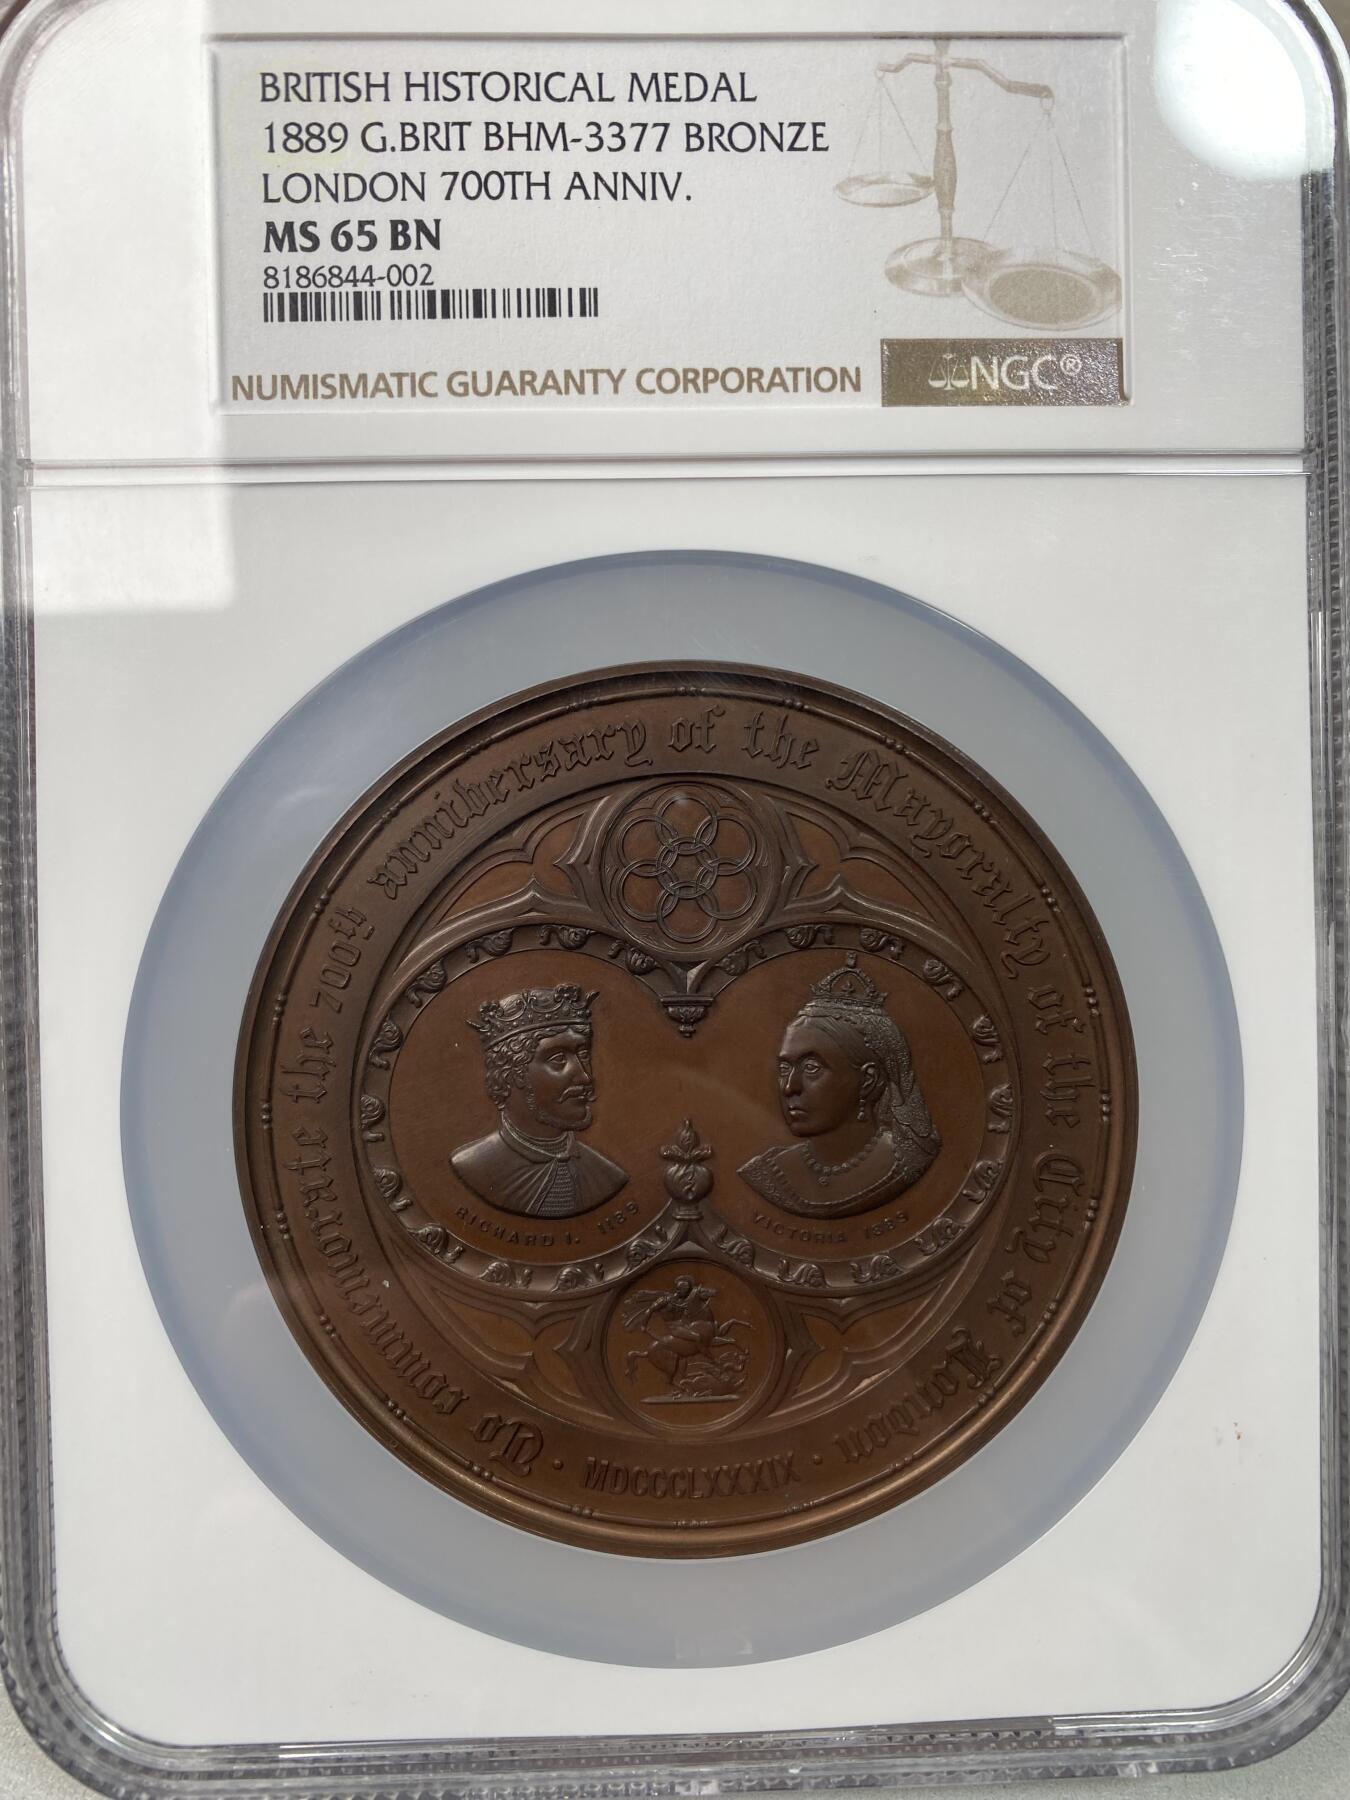 BRITISH HISTORICAL MEDAL
1889 G.BRIT BHM-3377 BRONZE
LONDON 700TH ANNIV.
MS 65 BN
8186844-002
NUMISMATIC GUARANTY CORPORATION
NGC®
To commemorate the 700th anniversary of the Mayoralty of the City of London
· MDCCCLXXXIX ·
RICHARD I. 1189
VICTORIA 1889